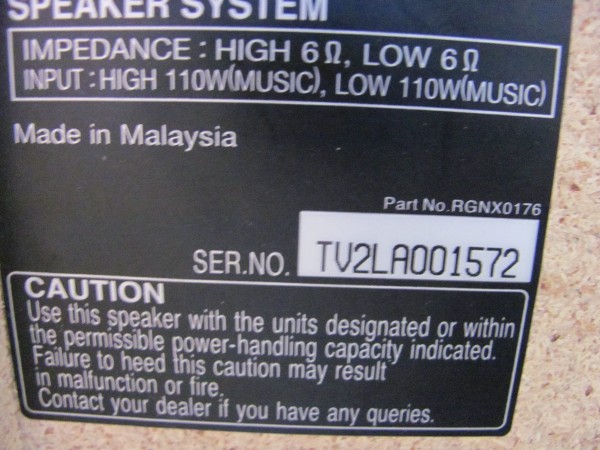 SPEAKER SYSTEM
IMPEDANCE : HIGH 6Ω, LOW 6Ω
INPUT : HIGH 110W(MUSIC), LOW 110W(MUSIC)
Made in Malaysia
Part No.RGNX0176
SER.NO. TV2LA001572
CAUTION
Use this speaker with the units designated or within
the permissible power-handling capacity indicated.
Failure to heed this caution may result
in malfunction or fire.
Contact your dealer if you have any queries.